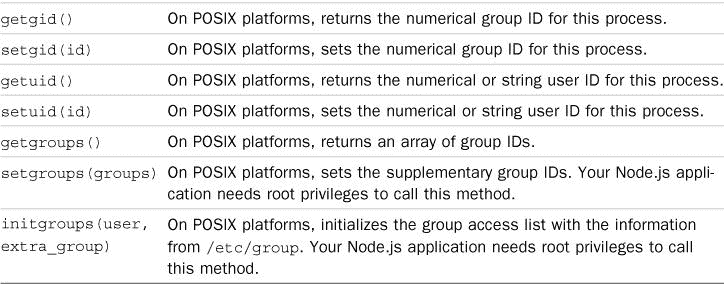 getgid() On POSIX platforms, returns the numerical group ID for this process.
setgid(id) On POSIX platforms, sets the numerical group ID for this process.
getuid() On POSIX platforms, returns the numerical or string user ID for this process.
setuid(id) On POSIX platforms, sets the numerical or string user ID for this process.
getgroups() On POSIX platforms, returns an array of group IDs.
setgroups(groups) On POSIX platforms, sets the supplementary group IDs. Your Node.js appli-
cation needs root privileges to call this method.
initgroups(user, On POSIX platforms, initializes the group access list with the information
extra_group) from /etc/group. Your Node.js application needs root privileges to call
this method.